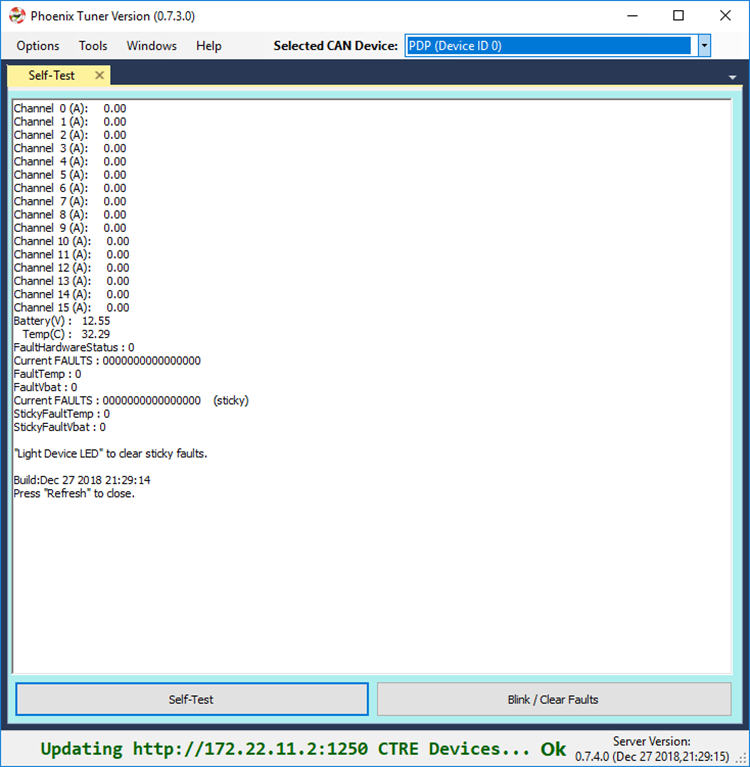 Phoenix Tuner Version (0.7.3.0)
Options Tools Windows Help Selected CAN Device: PDP (Device ID 0)
Self-Test
Channel 0 (A): 0.00
Channel 1 (A): 0.00
Channel 2 (A): 0.00
Channel 3 (A): 0.00
Channel 4 (A): 0.00
Channel 5 (A): 0.00
Channel 6 (A): 0.00
Channel 7 (A): 0.00
Channel 8 (A): 0.00
Channel 9 (A): 0.00
Channel 10 (A): 0.00
Channel 11 (A): 0.00
Channel 12 (A): 0.00
Channel 13 (A): 0.00
Channel 14 (A): 0.00
Channel 15 (A): 0.00
Battery(V) : 12.55
Temp(C) : 32.29
FaultHardwareStatus : 0
Current FAULTS : 0000000000000000
FaultTemp : 0
FaultVbat : 0
Current FAULTS : 0000000000000000 (sticky)
StickyFaultTemp : 0
StickyFaultVbat : 0
"Light Device LED" to clear sticky faults.
Build:Dec 27 2018 21:29:14
Press "Refresh" to close.
Self-Test Blink / Clear Faults
Updating http://172.22.11.2:1250 CTRE Devices... Ok
Server Version:
0.7.4.0 (Dec 27 2018,21:29:15)